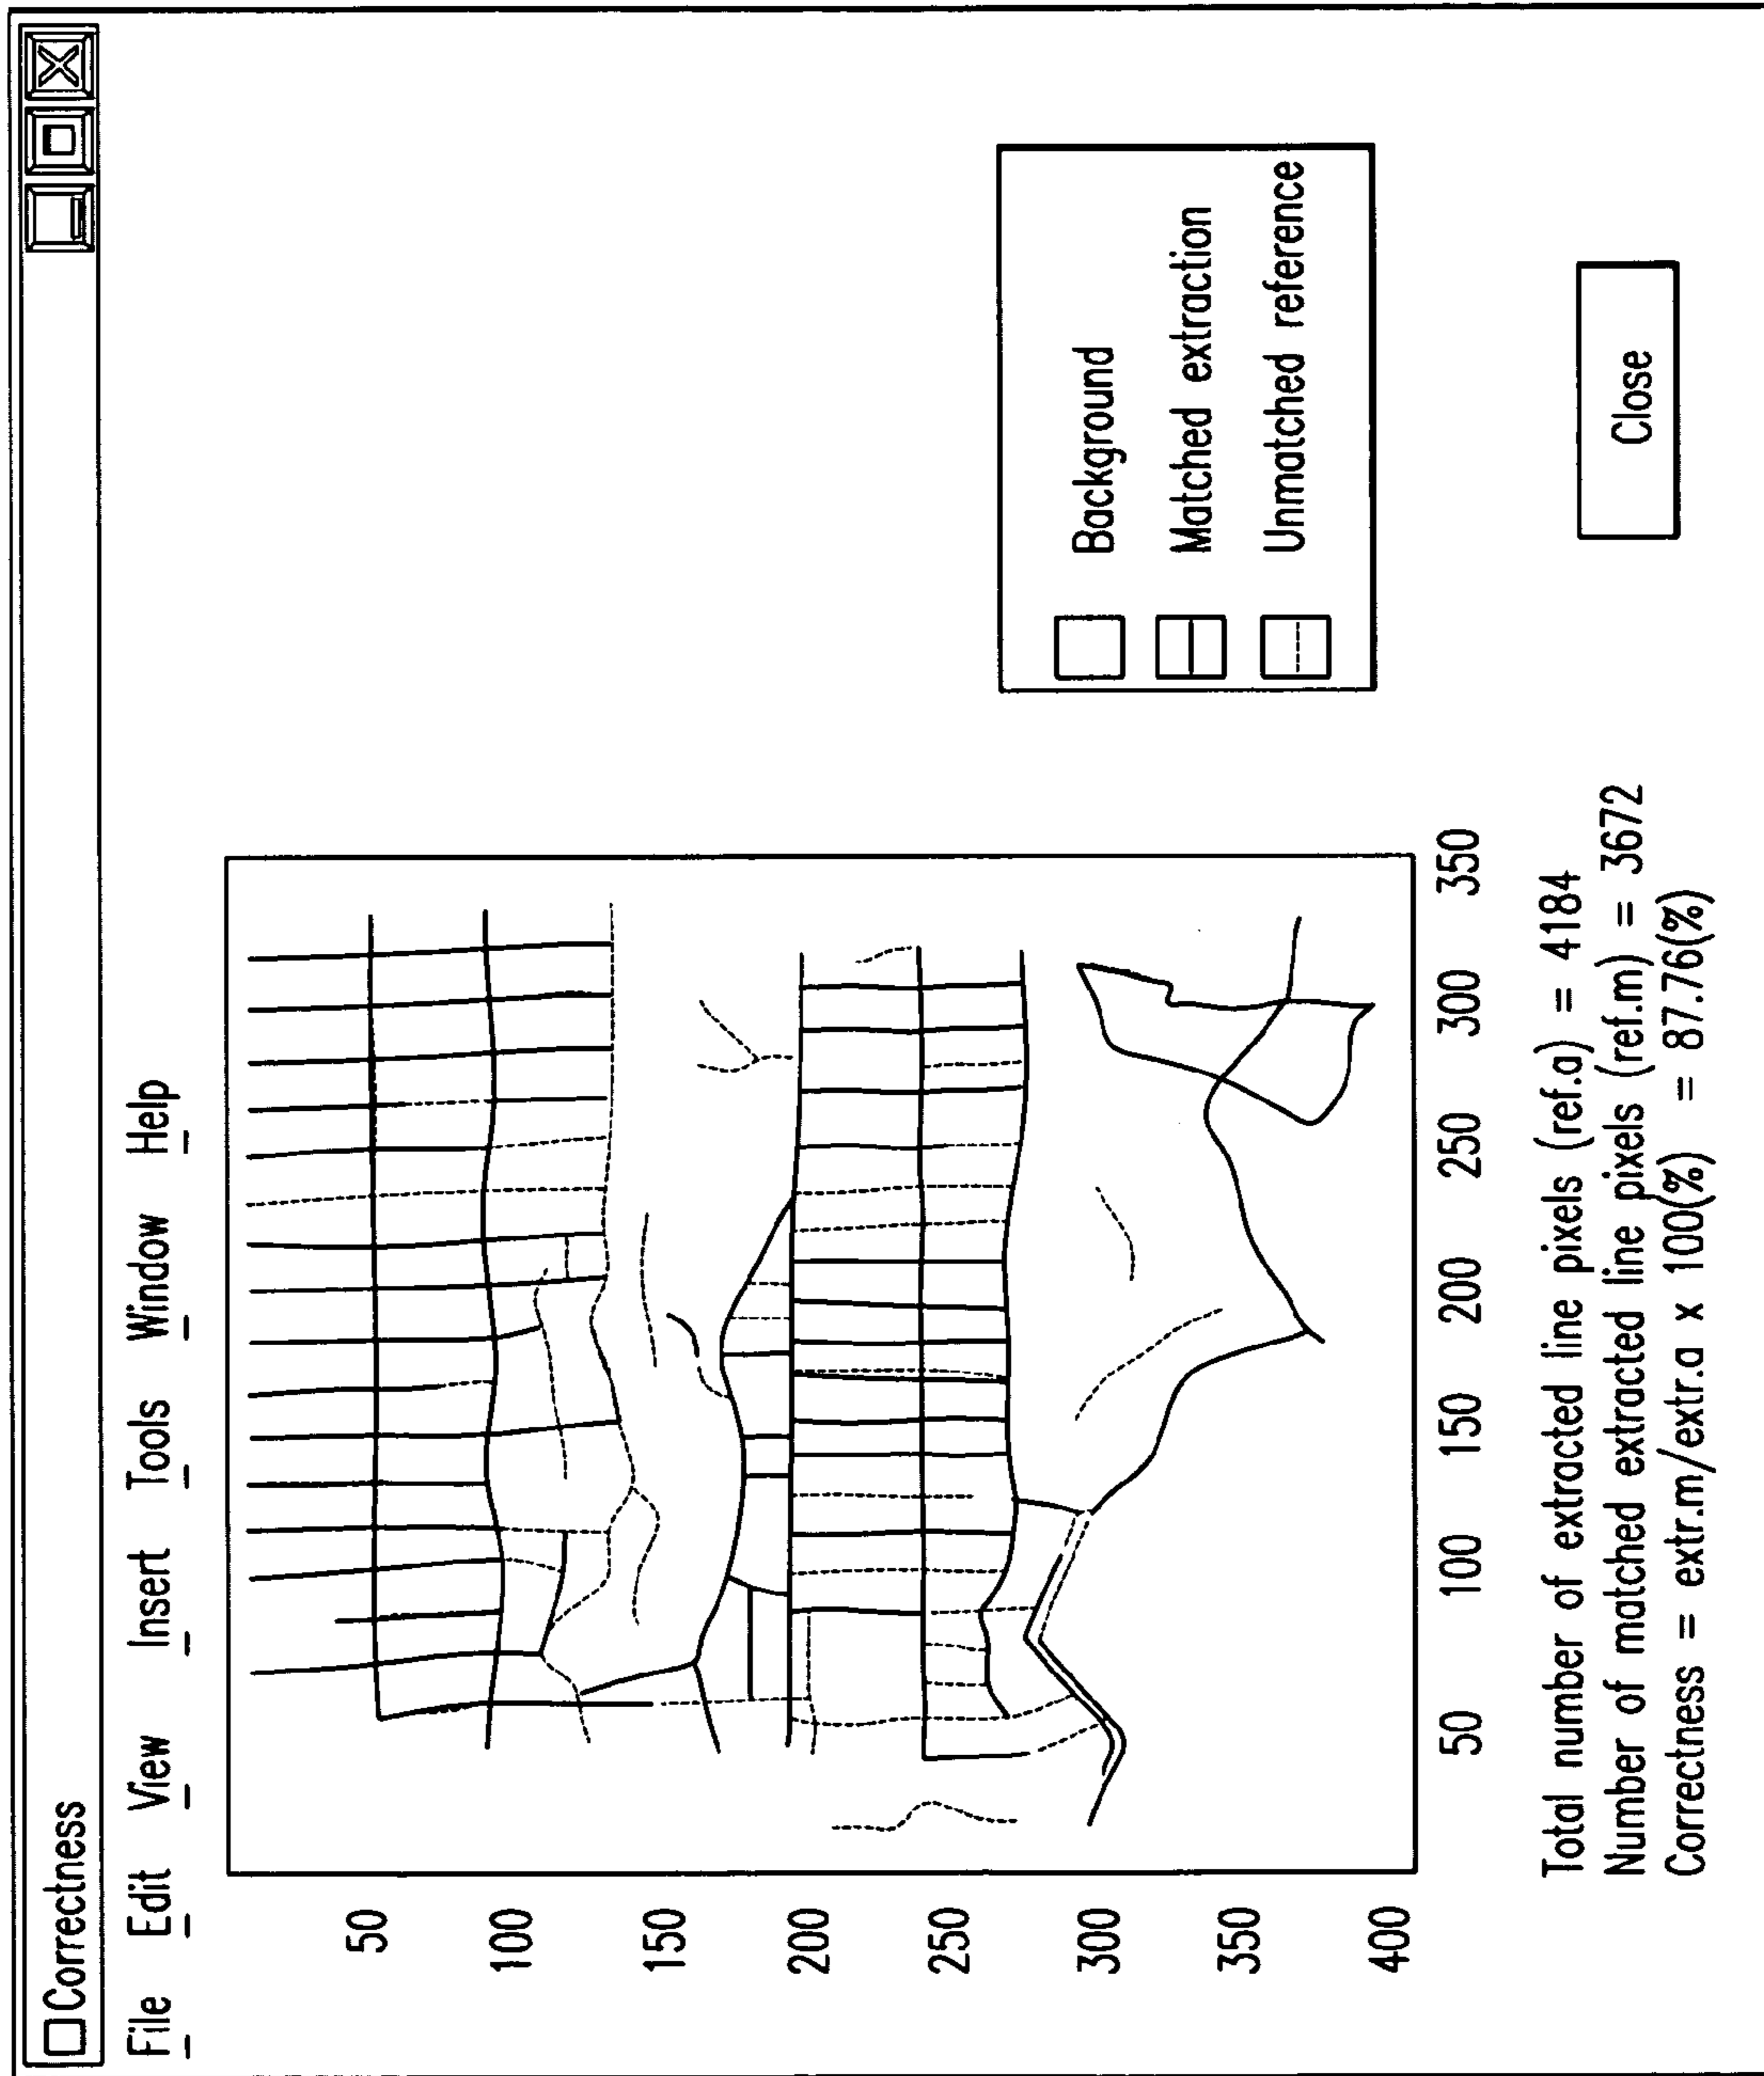 Correctness
File Edit View Insert Tools Window Help
50
100
150
200
250
300
350
400
50 100 150 200 250 300 350
Background
Matched extraction
Unmatched reference
Total number of extracted line pixels (ref.a) = 4184
Number of matched extracted line pixels (ref.m) = 3672
Correctness = extr.m/extr.a x 100(%) = 87.76(%)
Close